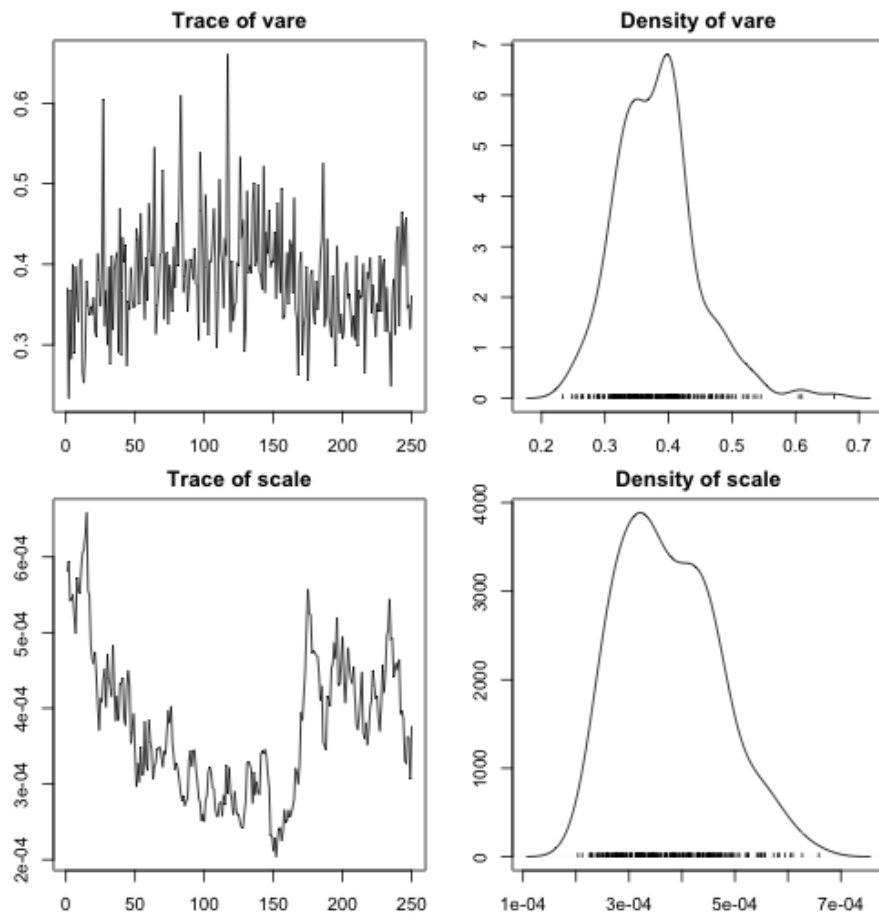 Trace of vare
Density of vare
0.6
0.5
0.4
0.3
0 50 100 150 200 250
7
6
5
4
3
2
1
0
0.2 0.3 0.4 0.5 0.6 0.7
Trace of scale
Density of scale
6e-04
5e-04
4e-04
3e-04
2e-04
0 50 100 150 200 250
4000
3000
2000
1000
0
1e-04 3e-04 5e-04 7e-04